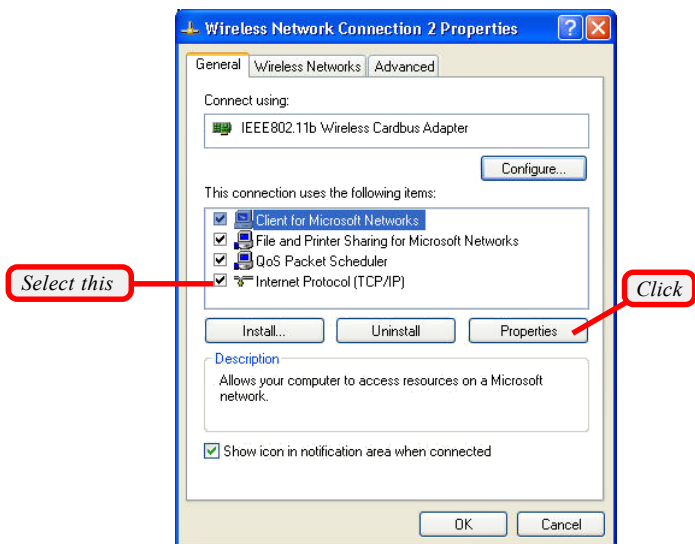 Wireless Network Connection 2 Properties
General Wireless Networks Advanced
Connect using:
IEEE802.11b Wireless Cardbus Adapter
Configure...
This connection uses the following items:
Client for Microsoft Networks
File and Printer Sharing for Microsoft Networks
QoS Packet Scheduler
Select this
Internet Protocol (TCP/IP)
Click
Install... Uninstall Properties
Description
Allows your computer to access resources on a Microsoft
network.
Show icon in notification area when connected
OK Cancel